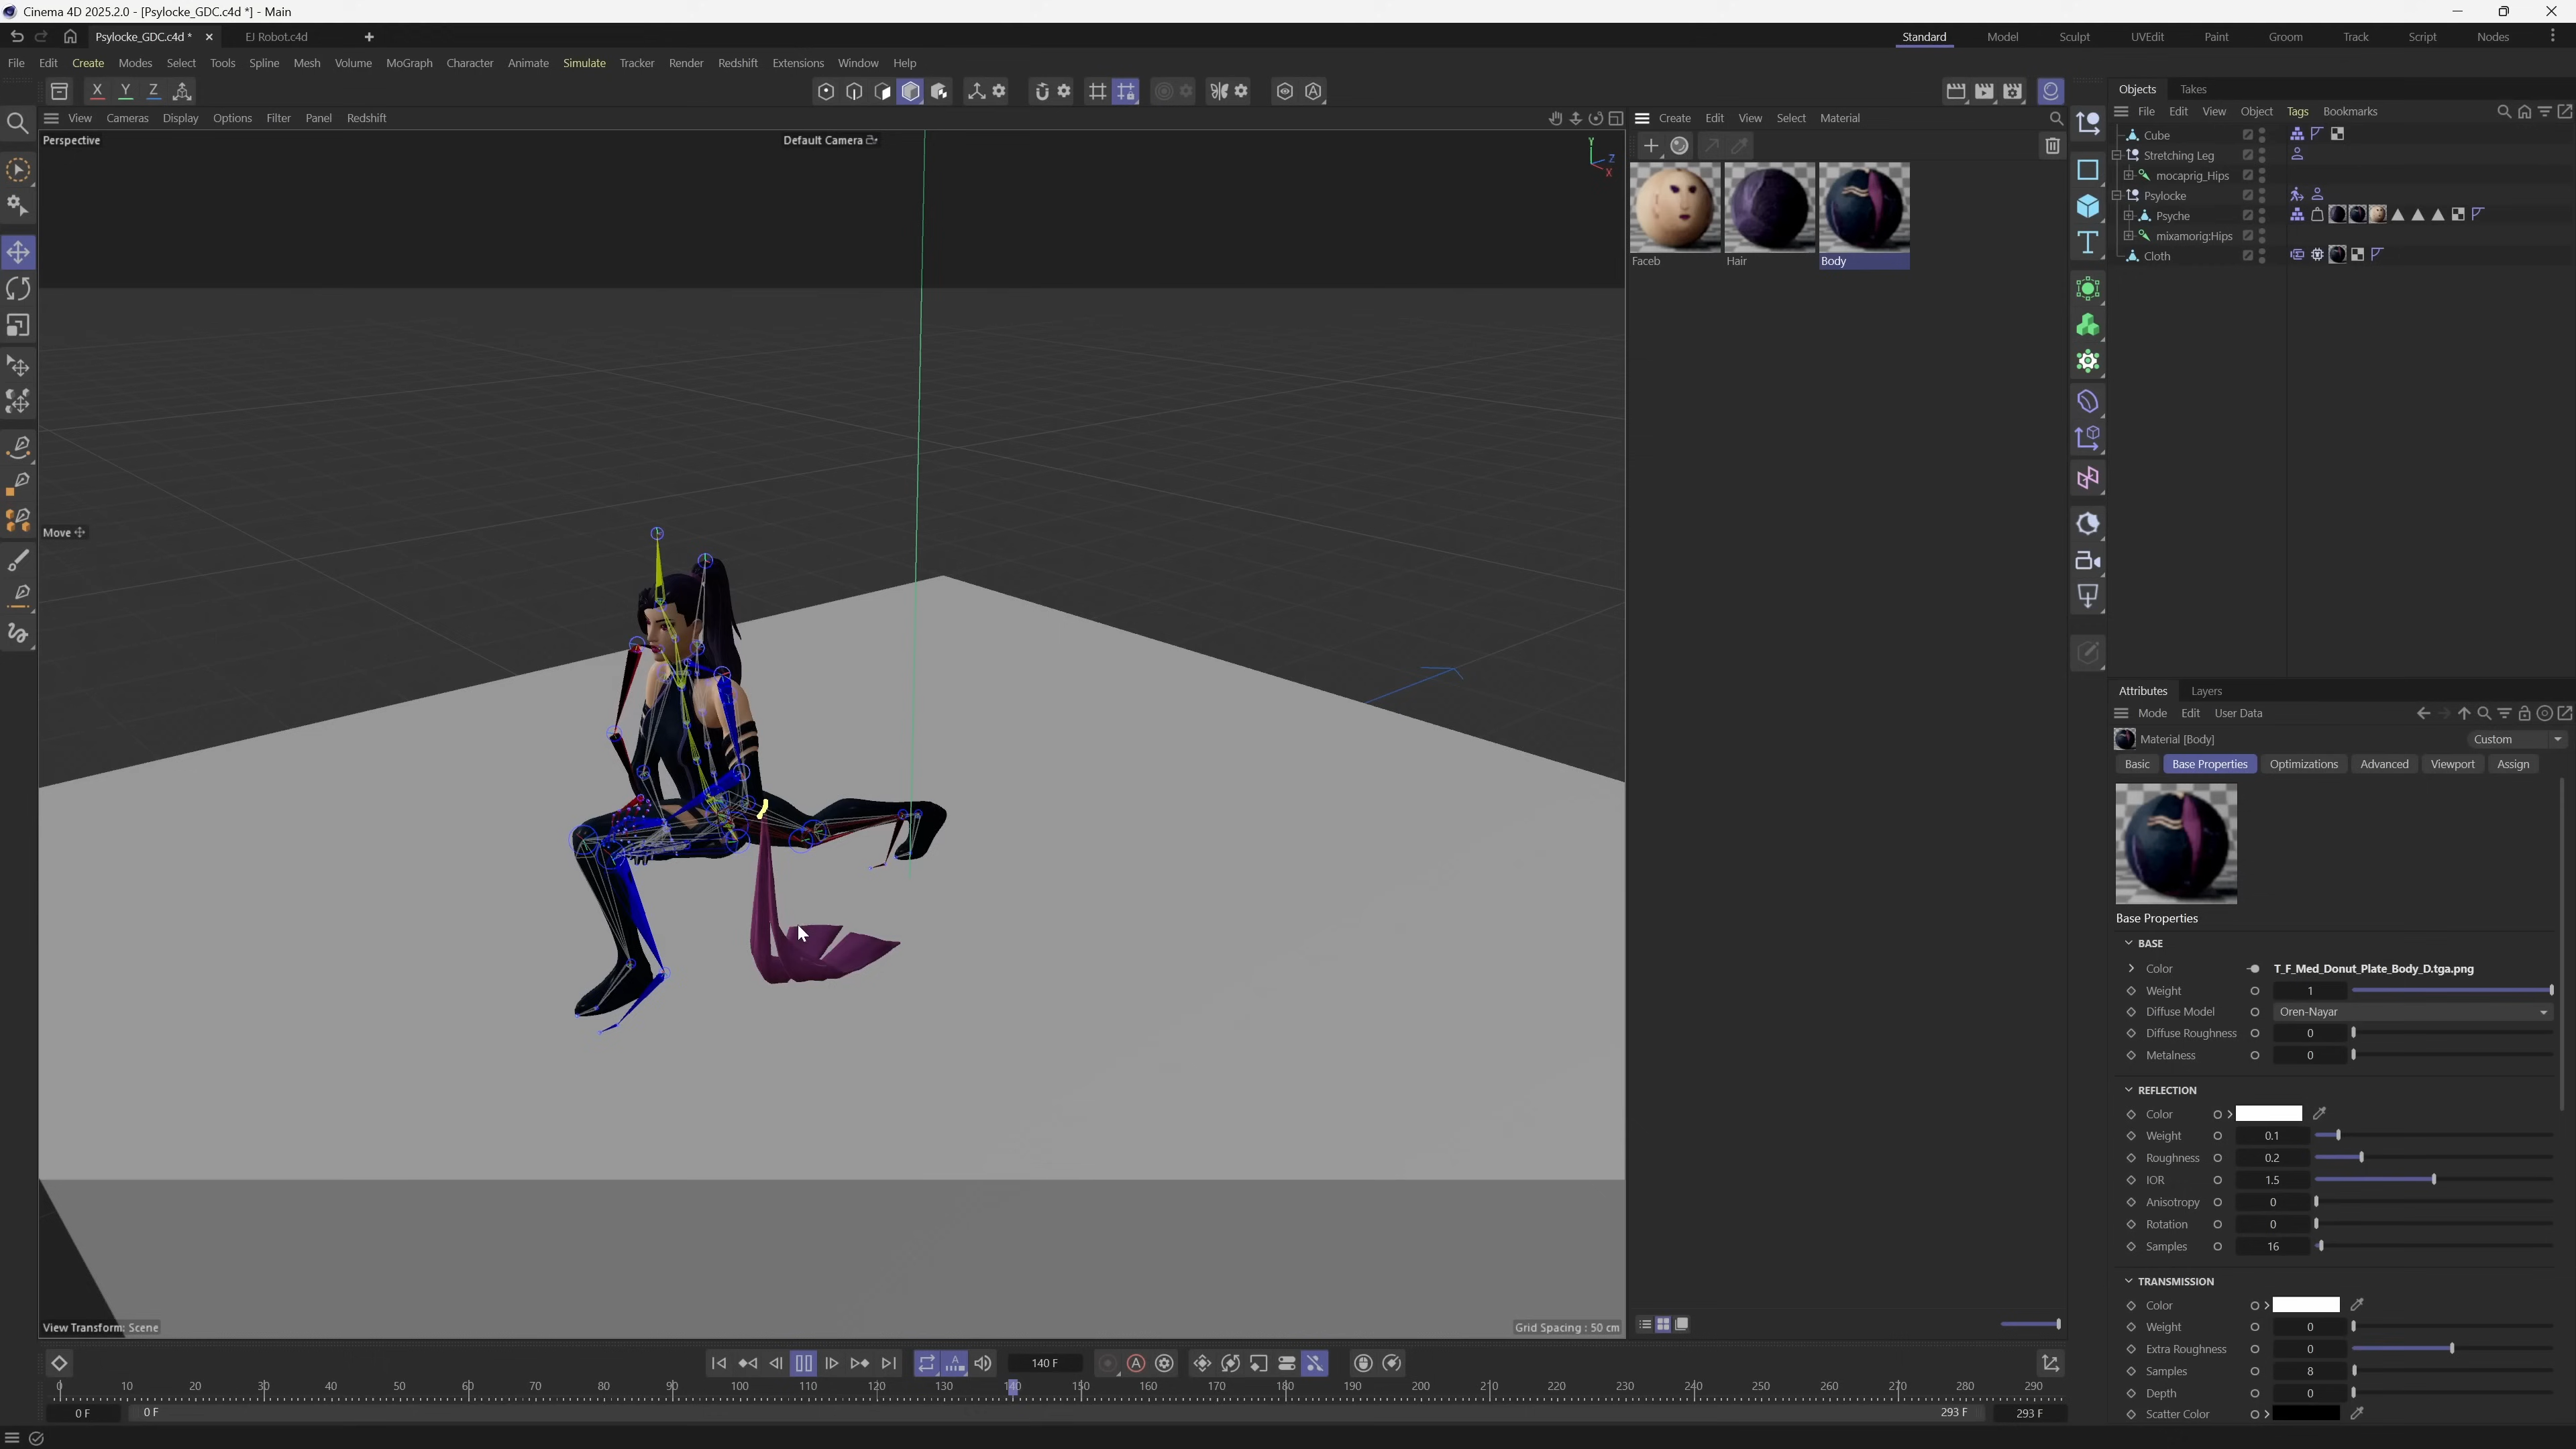 Cinema 4D 2025.2.0 - [Psylocke_GDC.c4d *] - Main
Psylocke_GDC.c4d *
EJ Robot.c4d
Standard Model Sculpt UVEdit Paint Groom Track Script Nodes
File Edit Create Modes Select Tools Spline Mesh Volume MoGraph Character Animate Simulate Tracker Render Redshift Extensions Window Help
X Y Z
Objects Takes
File Edit View Object Tags Bookmarks
View Cameras Display Options Filter Panel Redshift
Create Edit View Select Material
Perspective
Default Camera
Y
Z
X
Cube
Stretching Leg
mocaprig_Hips
Psylocke
Psyche
mixamorig:Hips
Cloth
Faceb
Hair
Body
Move
View Transform: Scene
Grid Spacing : 50 cm
Attributes Layers
Mode Edit User Data
Material [Body]
Custom
Basic Base Properties Optimizations Advanced Viewport Assign
Base Properties
BASE
Color T_F_Med_Donut_Plate_Body_D.tga.png
Weight 1
Diffuse Model Oren-Nayar
Diffuse Roughness 0
Metalness 0
REFLECTION
Color
Weight 0.1
Roughness 0.2
IOR 1.5
Anisotropy 0
Rotation 0
Samples 16
TRANSMISSION
Color
Weight 0
Extra Roughness 0
Samples 8
Depth 0
Scatter Color
140 F
0 10 20 30 40 50 60 70 80 90 100 110 120 130 140 150 160 170 180 190 200 210 220 230 240 250 260 270 280 290
0 F 0 F 293 F 293 F